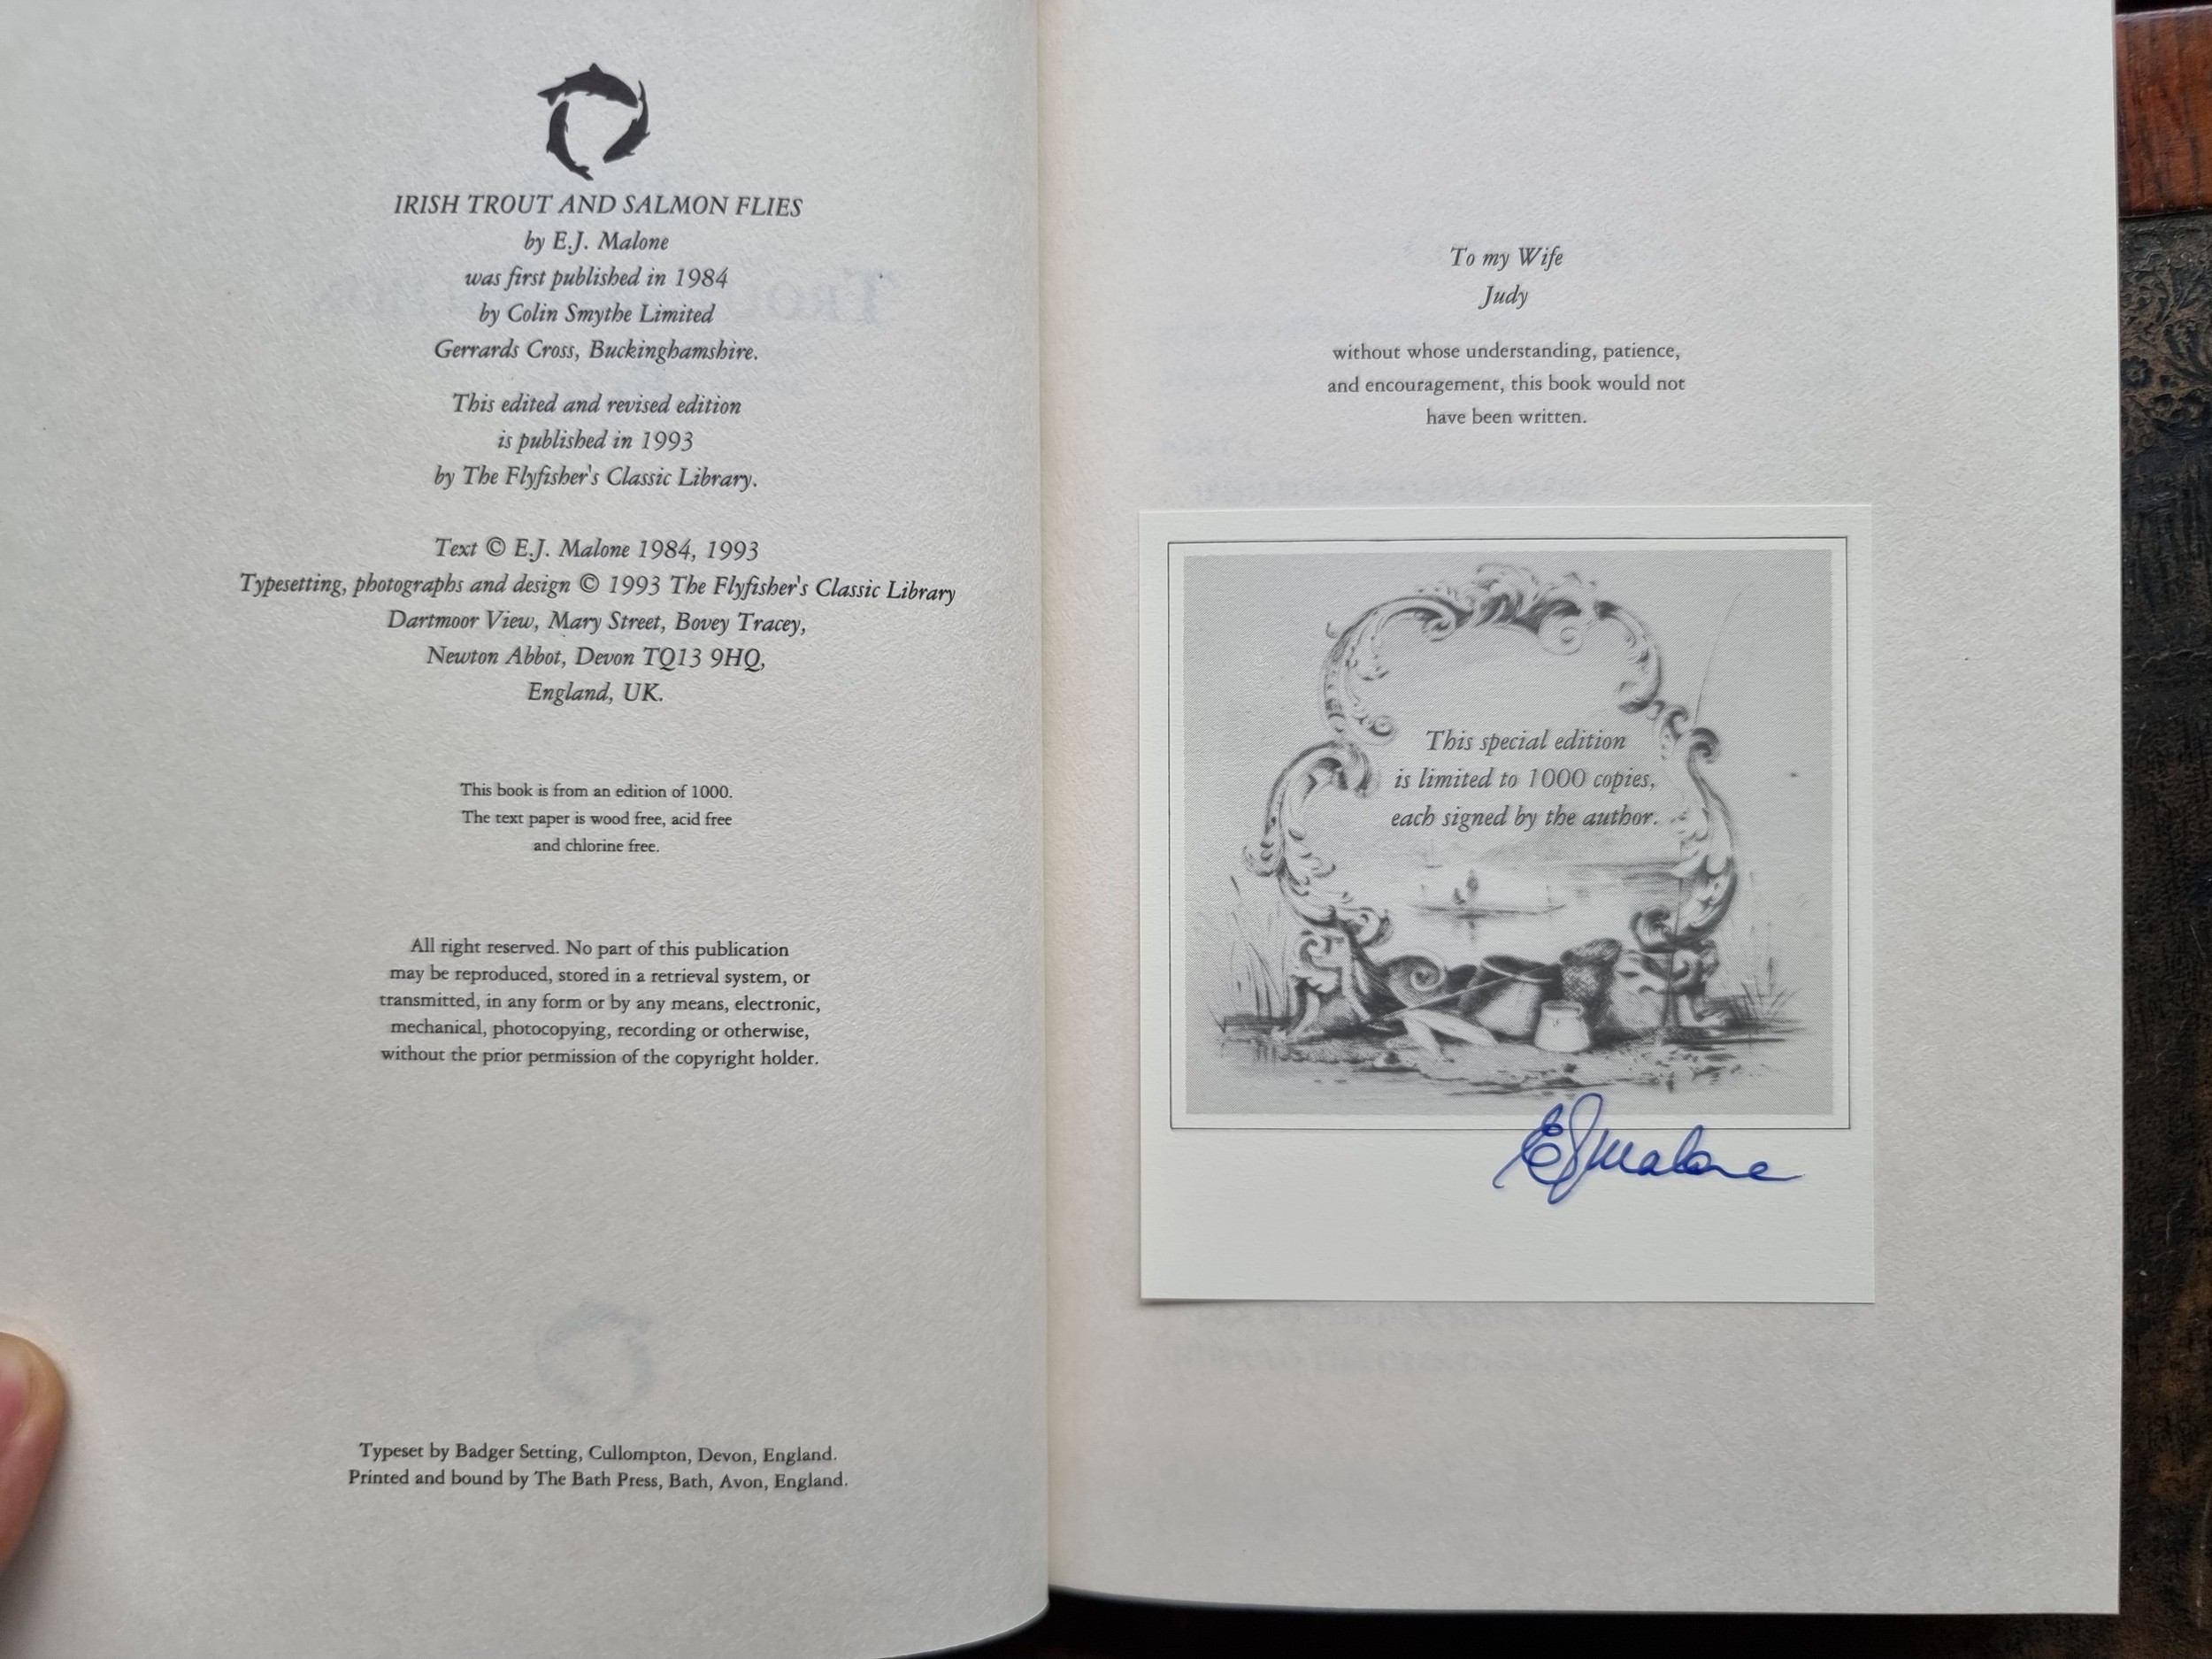 IRISH TROUT AND SALMON FLIES
by E.J. Malone
was first published in 1984
by Colin Smythe Limited
Gerrards Cross, Buckinghamshire.
This edited and revised edition
is published in 1993
by The Flyfisher's Classic Library.
Text © E.J. Malone 1984, 1993
Typesetting, photographs and design © 1993 The Flyfisher's Classic Library
Dartmoor View, Mary Street, Bovey Tracey,
Newton Abbot, Devon TQ13 9HQ,
England, UK.
This book is from an edition of 1000.
The text paper is wood free, acid free
and chlorine free.
All right reserved. No part of this publication
may be reproduced, stored in a retrieval system, or
transmitted, in any form or by any means, electronic,
mechanical, photocopying, recording or otherwise,
without the prior permission of the copyright holder.
Typeset by Badger Setting, Cullompton, Devon, England.
Printed and bound by The Bath Press, Bath, Avon, England.
To my Wife
Judy
without whose understanding, patience,
and encouragement, this book would not
have been written.
This special edition
is limited to 1000 copies,
each signed by the author.
EJ Malone